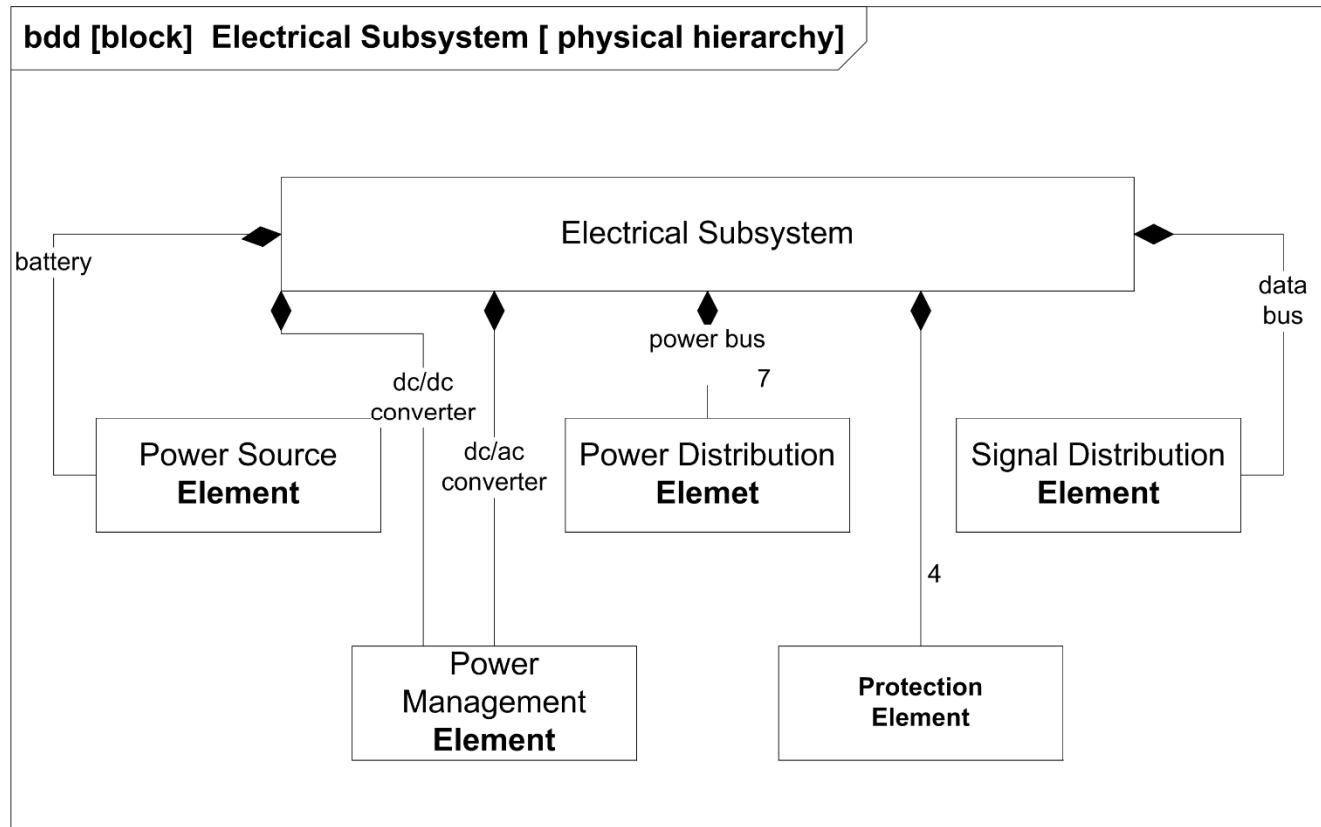 bdd [block]  Electrical Subsystem [ physical hierarchy]
Electrical Subsystem
battery
data
bus
power bus
dc/dc
converter
7
dc/ac
converter
Power Source
Element
Power Distribution
Elemet
Signal Distribution
Element
4
Power
Management
Element
Protection
Element